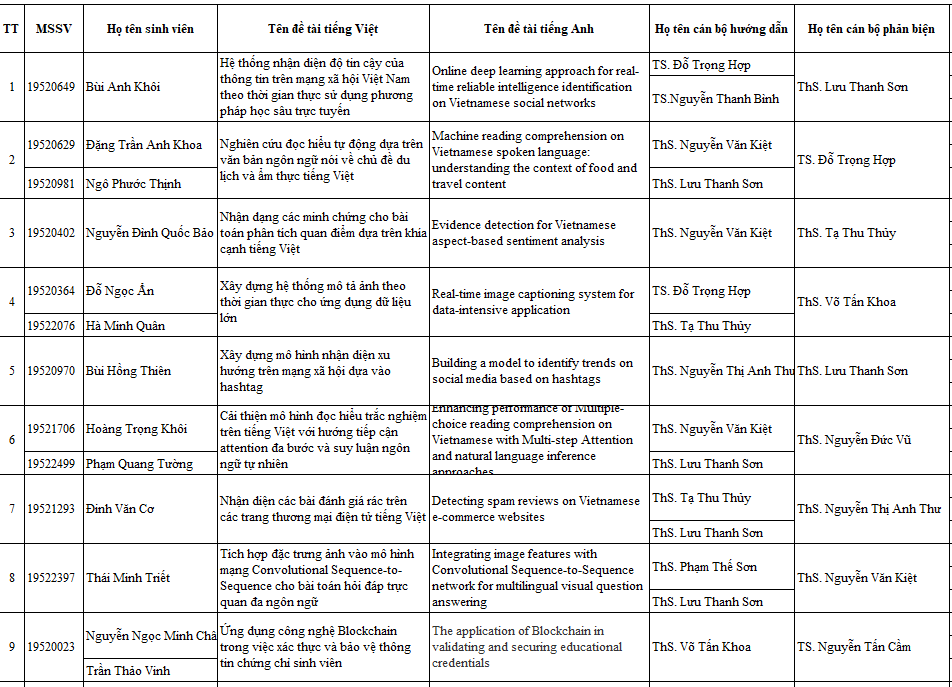 TT MSSV Họ tên sinh viên Tên đề tài tiếng Việt Tên đề tài tiếng Anh Họ tên cán bộ hướng dẫn Họ tên cán bộ phản biện
1 19520649 Bùi Anh Khôi
Hệ thống nhận diện độ tin cậy của
thông tin trên mạng xã hội Việt Nam
theo thời gian thực sử dụng phương
pháp học sâu trực tuyến
Online deep learning approach for real-
time reliable intelligence identification
on Vietnamese social networks
TS. Đỗ Trọng Hợp
TS.Nguyễn Thanh Bình
ThS. Lưu Thanh Sơn
2
19520629 Đặng Trần Anh Khoa
19520981 Ngô Phước Thịnh
Nghiên cứu đọc hiểu tự động dựa trên
văn bản ngôn ngữ nói về chủ đề du
lịch và ẩm thực tiếng Việt
Machine reading comprehension on
Vietnamese spoken language:
understanding the context of food and
travel content
ThS. Nguyễn Văn Kiệt
ThS. Lưu Thanh Sơn
TS. Đỗ Trọng Hợp
3 19520402 Nguyễn Đình Quốc Bảo
Nhận dạng các minh chứng cho bài
toán phân tích quan điểm dựa trên khía
cạnh tiếng Việt
Evidence detection for Vietnamese
aspect-based sentiment analysis
ThS. Nguyễn Văn Kiệt
ThS. Tạ Thu Thủy
4
19520364 Đỗ Ngọc Ấn
19522076 Hà Minh Quân
Xây dựng hệ thống mô tả ảnh theo
thời gian thực cho ứng dụng dữ liệu
lớn
Real-time image captioning system for
data-intensive application
TS. Đỗ Trọng Hợp
ThS. Tạ Thu Thủy
ThS. Võ Tấn Khoa
5 19520970 Bùi Hồng Thiên
Xây dựng mô hình nhận diện xu
hướng trên mạng xã hội dựa vào
hashtag
Building a model to identify trends on
social media based on hashtags
ThS. Nguyễn Thị Anh Thư
ThS. Lưu Thanh Sơn
6
19521706 Hoàng Trọng Khôi
19522499 Phạm Quang Tường
Cải thiện mô hình đọc hiểu trắc nghiệm
trên tiếng Việt với hướng tiếp cận
attention đa bước và suy luận ngôn
ngữ tự nhiên
Enhancing performance of Multiple-
choice reading comprehension on
Vietnamese with Multi-step Attention
and natural language inference
approaches
ThS. Nguyễn Văn Kiệt
ThS. Lưu Thanh Sơn
ThS. Nguyễn Đức Vũ
7 19521293 Đinh Văn Cơ
Nhận diện các bài đánh giá rác trên
các trang thương mại điện tử tiếng Việt
Detecting spam reviews on Vietnamese
e-commerce websites
ThS. Tạ Thu Thủy
ThS. Lưu Thanh Sơn
ThS. Nguyễn Thị Anh Thư
8 19522397 Thái Minh Triết
Tích hợp đặc trưng ảnh vào mô hình
mạng Convolutional Sequence-to-
Sequence cho bài toán hỏi đáp trực
quan đa ngôn ngữ
Integrating image features with
Convolutional Sequence-to-Sequence
network for multilingual visual question
answering
ThS. Phạm Thế Sơn
ThS. Lưu Thanh Sơn
ThS. Nguyễn Văn Kiệt
9 19520023
Nguyễn Ngọc Minh Châ
Trần Thảo Vinh
Ứng dụng công nghệ Blockchain
trong việc xác thực và bảo vệ thông
tin chứng chỉ sinh viên
The application of Blockchain in
validating and securing educational
credentials
ThS. Võ Tấn Khoa
TS. Nguyễn Tấn Cầm